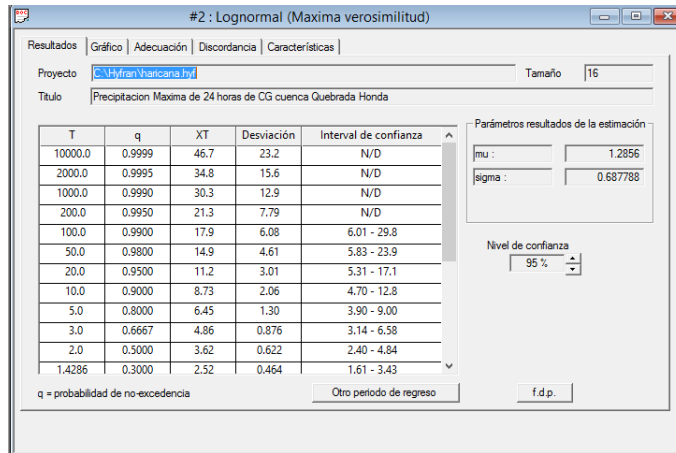 #2 : Lognormal (Maxima verosimilitud)
Resultados Gráfico Adecuación Discordancia Características
Proyecto C:\Hyfran\haricana.hyf Tamaño 16
Titulo Precipitacion Maxima de 24 horas de CG cuenca Quebrada Honda
Parámetros resultados de la estimación
T q XT Desviación Interval de confianza
10000.0 0.9999 46.7 23.2 N/D
mu : 1.2856
2000.0 0.9995 34.8 15.6 N/D
sigma : 0.687788
1000.0 0.9990 30.3 12.9 N/D
200.0 0.9950 21.3 7.79 N/D
100.0 0.9900 17.9 6.08 6.01 - 29.8
Nivel de confianza
50.0 0.9800 14.9 4.61 5.83 - 23.9
95 %
20.0 0.9500 11.2 3.01 5.31 - 17.1
10.0 0.9000 8.73 2.06 4.70 - 12.8
5.0 0.8000 6.45 1.30 3.90 - 9.00
3.0 0.6667 4.86 0.876 3.14 - 6.58
2.0 0.5000 3.62 0.622 2.40 - 4.84
1.4286 0.3000 2.52 0.464 1.61 - 3.43
q = probabilidad de no-excedencia Otro periodo de regreso f.d.p.